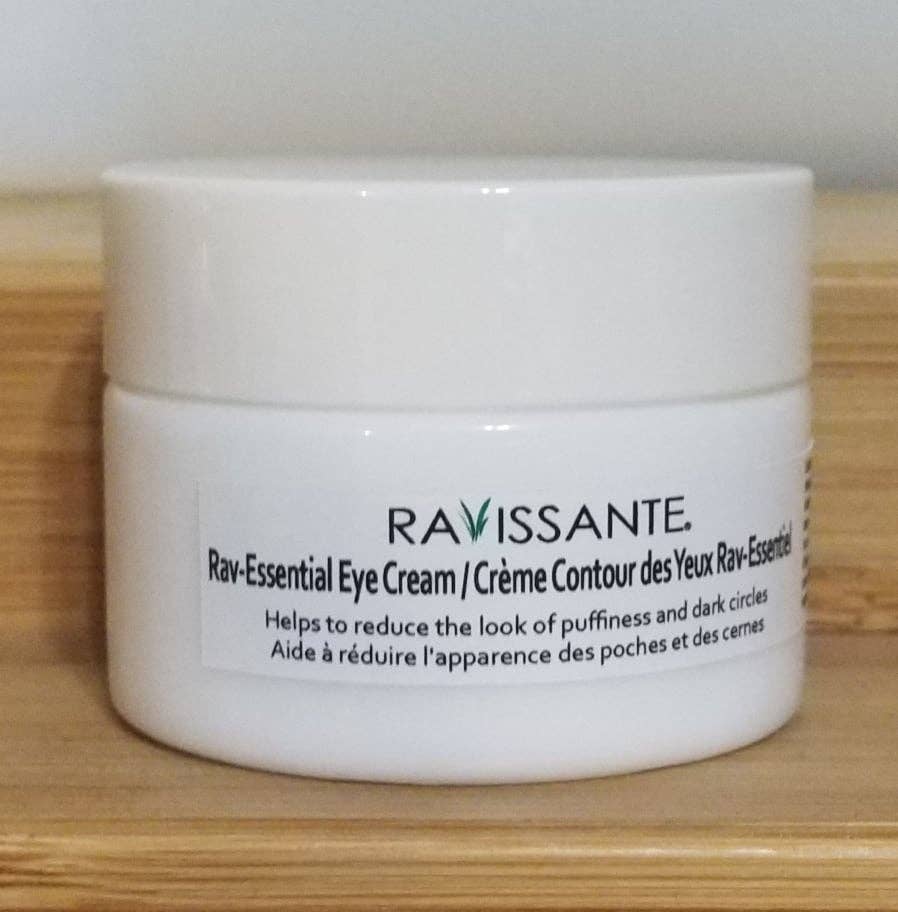 RAVISSANTE®
Rav-Essential Eye Cream / Crème Contour des Yeux Rav-Essentiel
Helps to reduce the look of puffiness and dark circles
Aide à réduire l'apparence des poches et des cernes